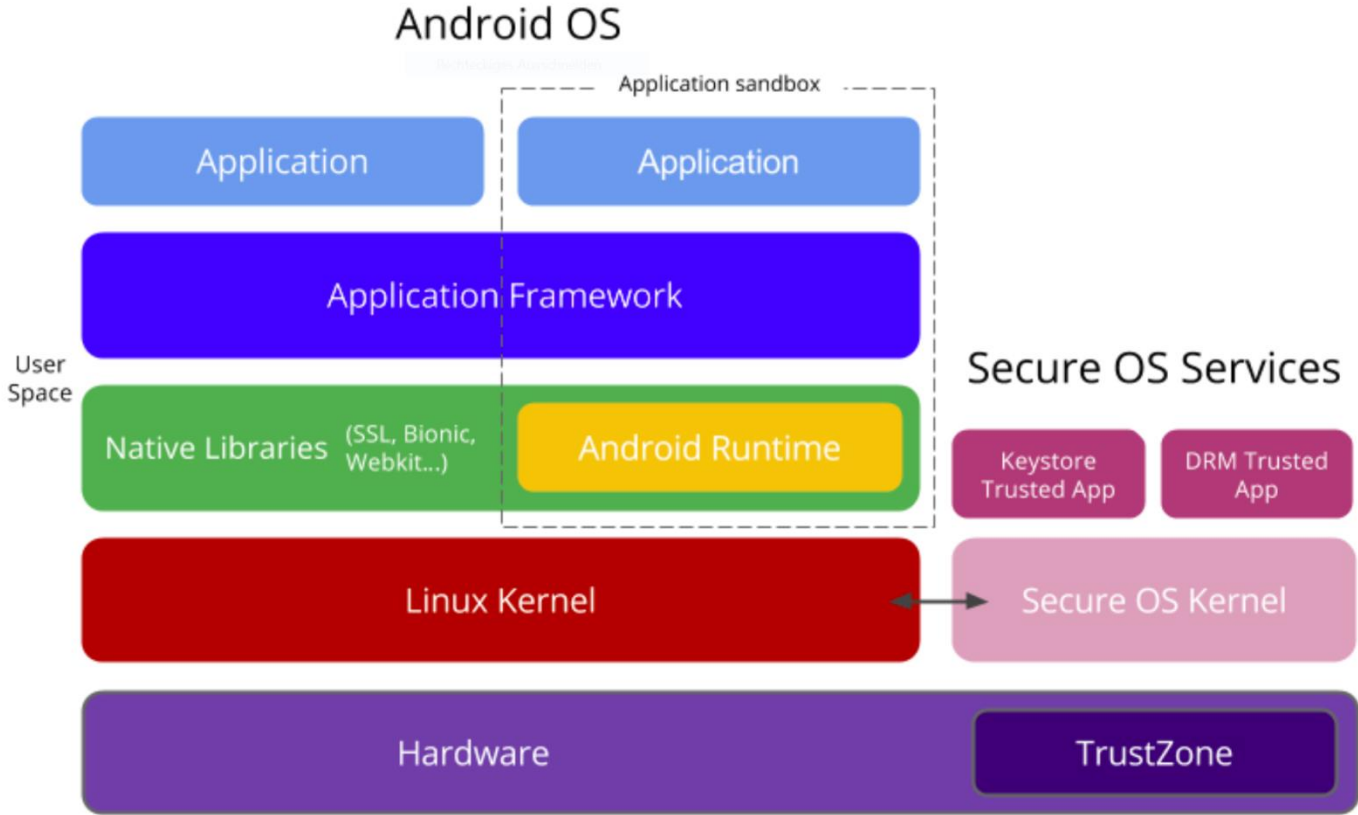 Android OS
Application sandbox
Application
Application
Application Framework
User
Space
Native Libraries
(SSL, Bionic,
Webkit...)
Android Runtime
Secure OS Services
Keystore
Trusted App
DRM Trusted
App
Linux Kernel
Secure OS Kernel
Hardware
TrustZone